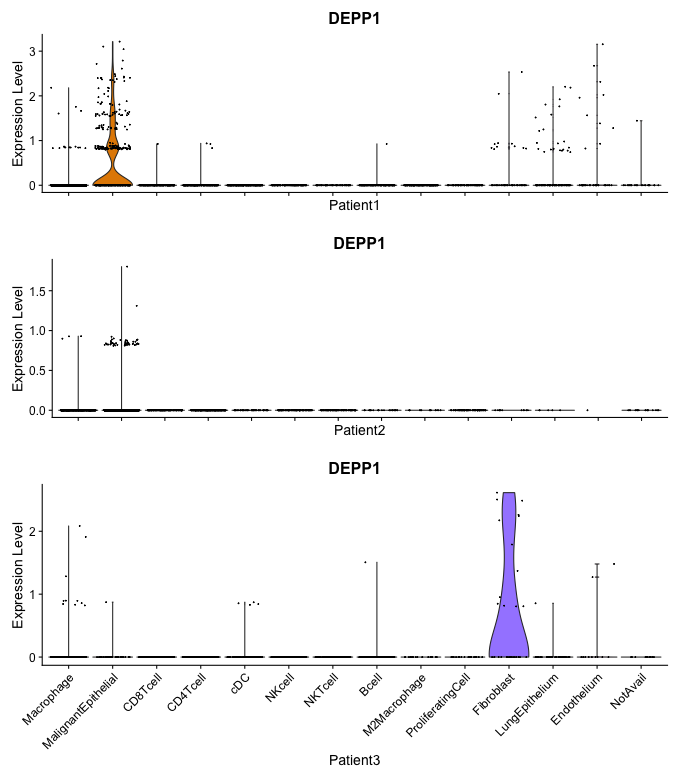 DEPP1
Expression Level
3
2
1
0
Patient1
DEPP1
Expression Level
1.5
1.0
0.5
0.0
Patient2
DEPP1
Expression Level
2
1
0
Macrophage
MalignantEpithelial
CD8Tcell
CD4Tcell
cDC
NKcell
NKTcell
Bcell
M2Macrophage
ProliferatingCell
Fibroblast
LungEpithelium
Endothelium
NotAvail
Patient3